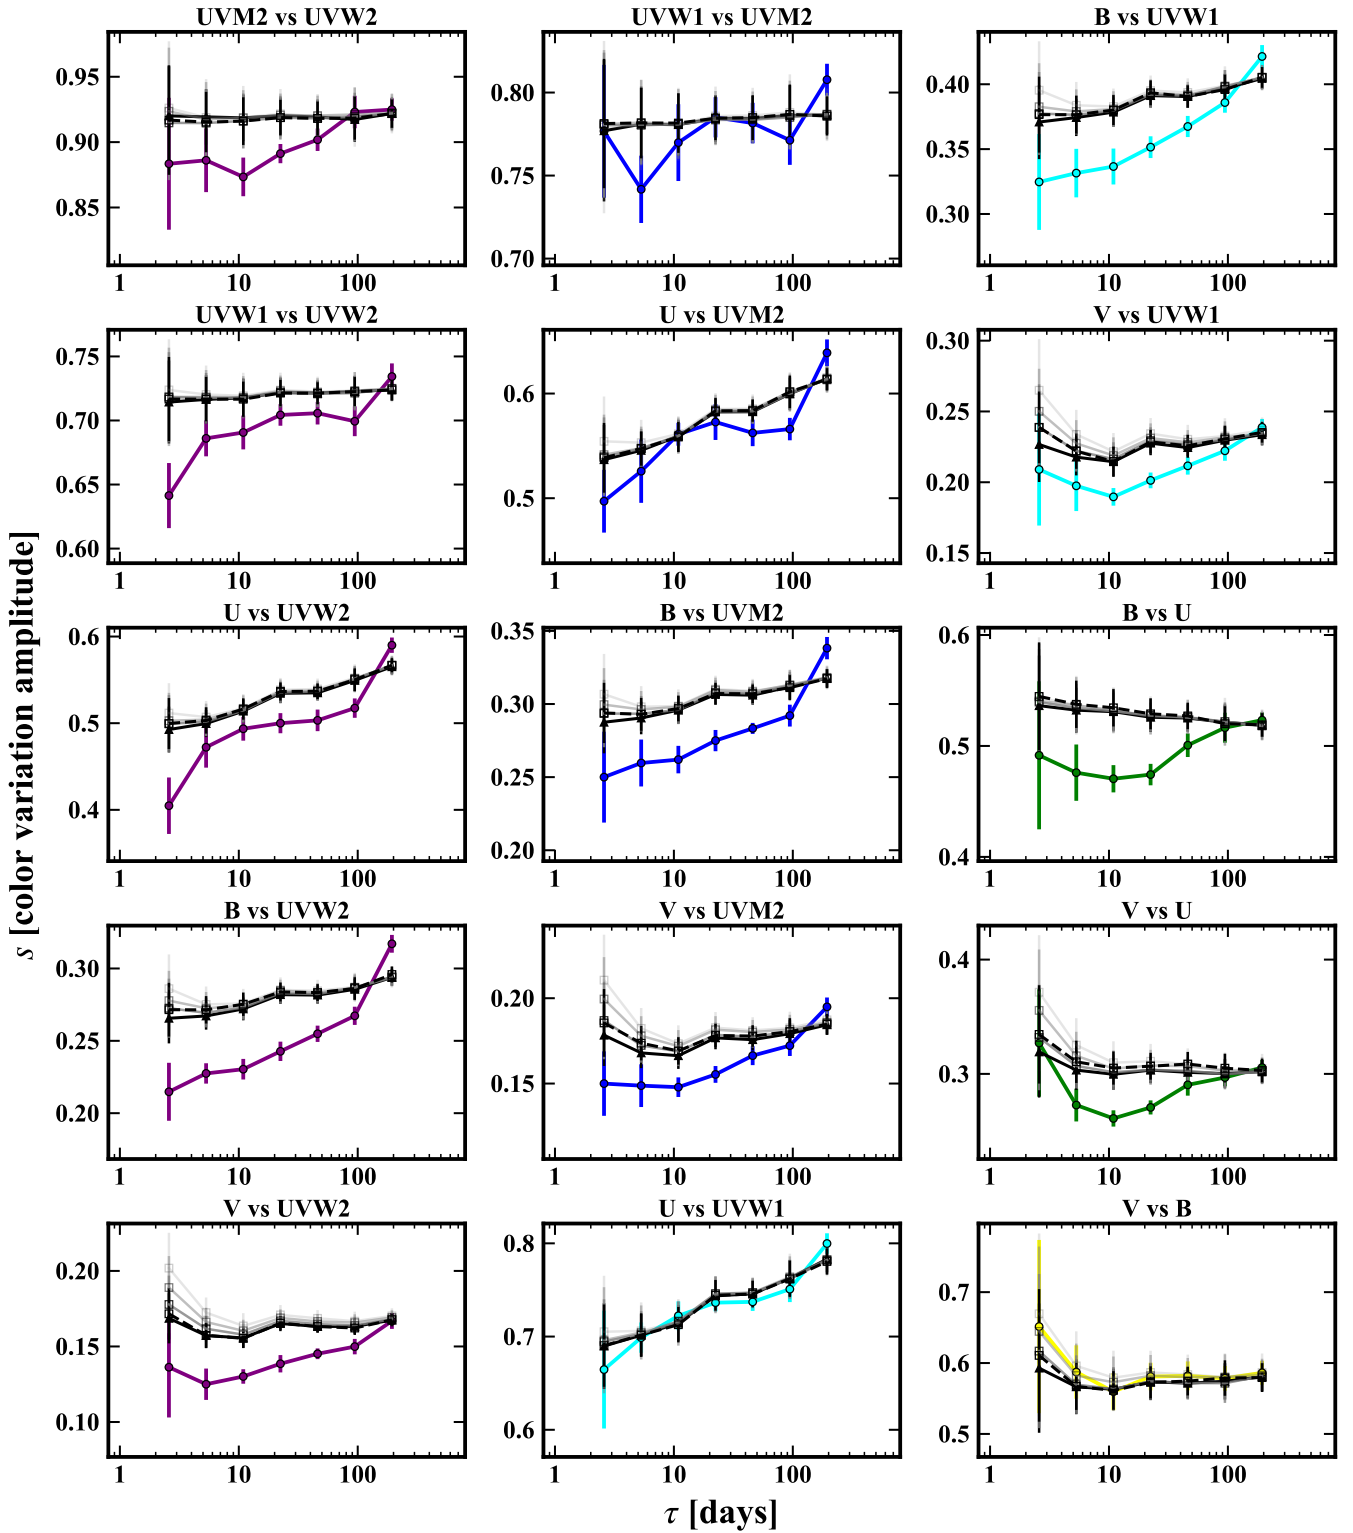 UVM2 vs UVW2
UVW1 vs UVM2
B vs UVW1
0.95
0.90
0.85
0.80
0.75
0.70
0.40
0.35
0.30
1 10 100
1 10 100
1 10 100
UVW1 vs UVW2
U vs UVM2
V vs UVW1
0.75
0.70
0.65
0.60
0.6
0.5
0.30
0.25
0.20
0.15
1 10 100
1 10 100
1 10 100
U vs UVW2
B vs UVM2
B vs U
0.6
0.5
0.4
0.35
0.30
0.25
0.20
0.6
0.5
0.4
1 10 100
1 10 100
1 10 100
B vs UVW2
V vs UVM2
V vs U
0.30
0.25
0.20
0.20
0.15
0.4
0.3
1 10 100
1 10 100
1 10 100
V vs UVW2
U vs UVW1
V vs B
0.20
0.15
0.10
0.8
0.7
0.6
0.7
0.6
0.5
1 10 100
1 10 100
1 10 100
s [color variation amplitude]
τ [days]